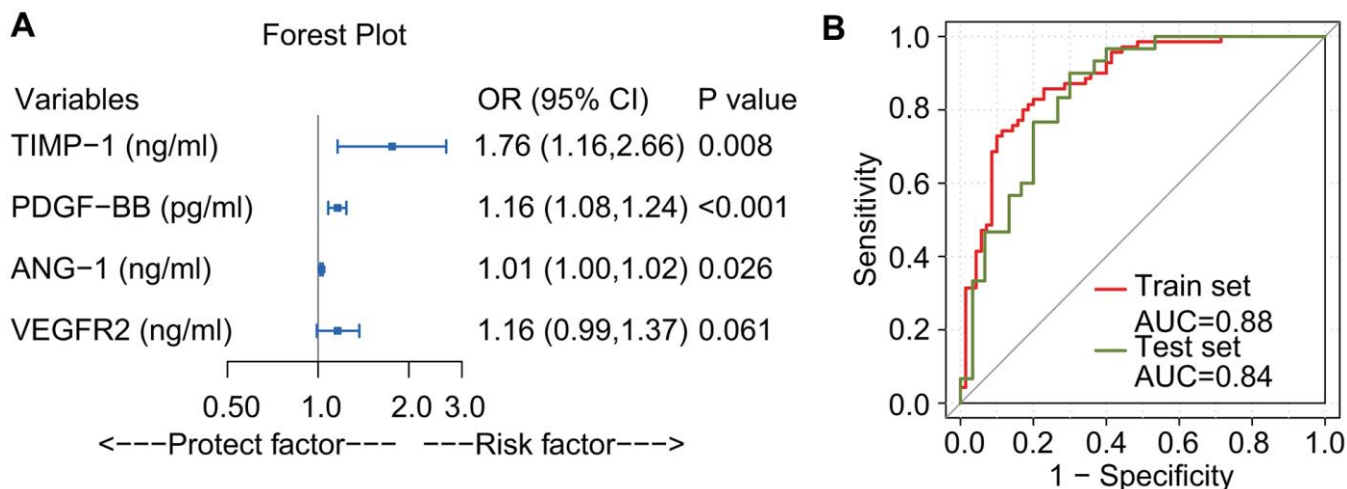 A
Forest Plot
Variables OR (95% CI) P value
TIMP−1 (ng/ml) 1.76 (1.16,2.66) 0.008
PDGF−BB (pg/ml) 1.16 (1.08,1.24) <0.001
ANG−1 (ng/ml) 1.01 (1.00,1.02) 0.026
VEGFR2 (ng/ml) 1.16 (0.99,1.37) 0.061
0.50 1.0 2.0 3.0
<−−−Protect factor−−− −−−Risk factor−−−>
B
Sensitivity
1.0
0.8
0.6
0.4
0.2
0.0
Train set
AUC=0.88
Test set
AUC=0.84
0.0 0.2 0.4 0.6 0.8 1.0
1 − Specificity